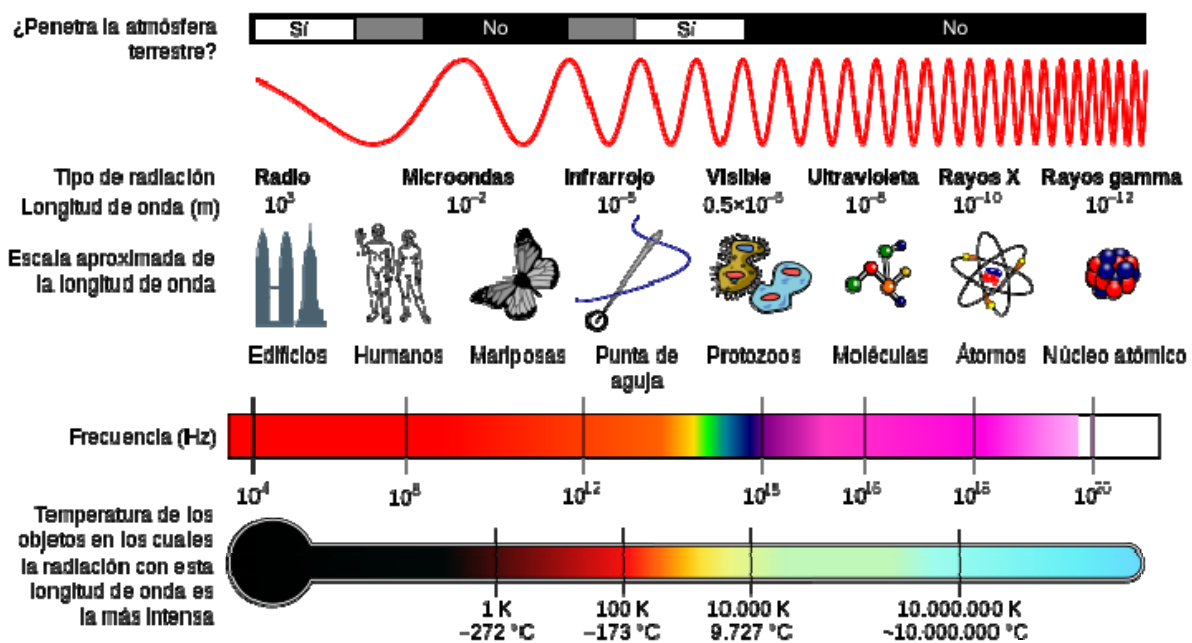 ¿Penetra la atmósfera
terrestre?
Sí No Sí No
Tipo de radiación Radio Microondas Infrarrojo Visible Ultravioleta Rayos X Rayos gamma
Longitud de onda (m) 10³ 10⁻² 10⁻⁵ 0.5×10⁻⁶ 10⁻⁸ 10⁻¹⁰ 10⁻¹²
Escala aproximada de
la longitud de onda
Edificios Humanos Mariposas Punta de aguja Protozoos Moléculas Átomos Núcleo atómico
Frecuencia (Hz)
10⁴ 10⁸ 10¹² 10¹⁵ 10¹⁶ 10¹⁸ 10²⁰
Temperatura de los
objetos en los cuales
la radiación con esta
longitud de onda es
la más intensa
1 K 100 K 10.000 K 10.000.000 K
−272 °C −173 °C 9.727 °C ~10.000.000 °C